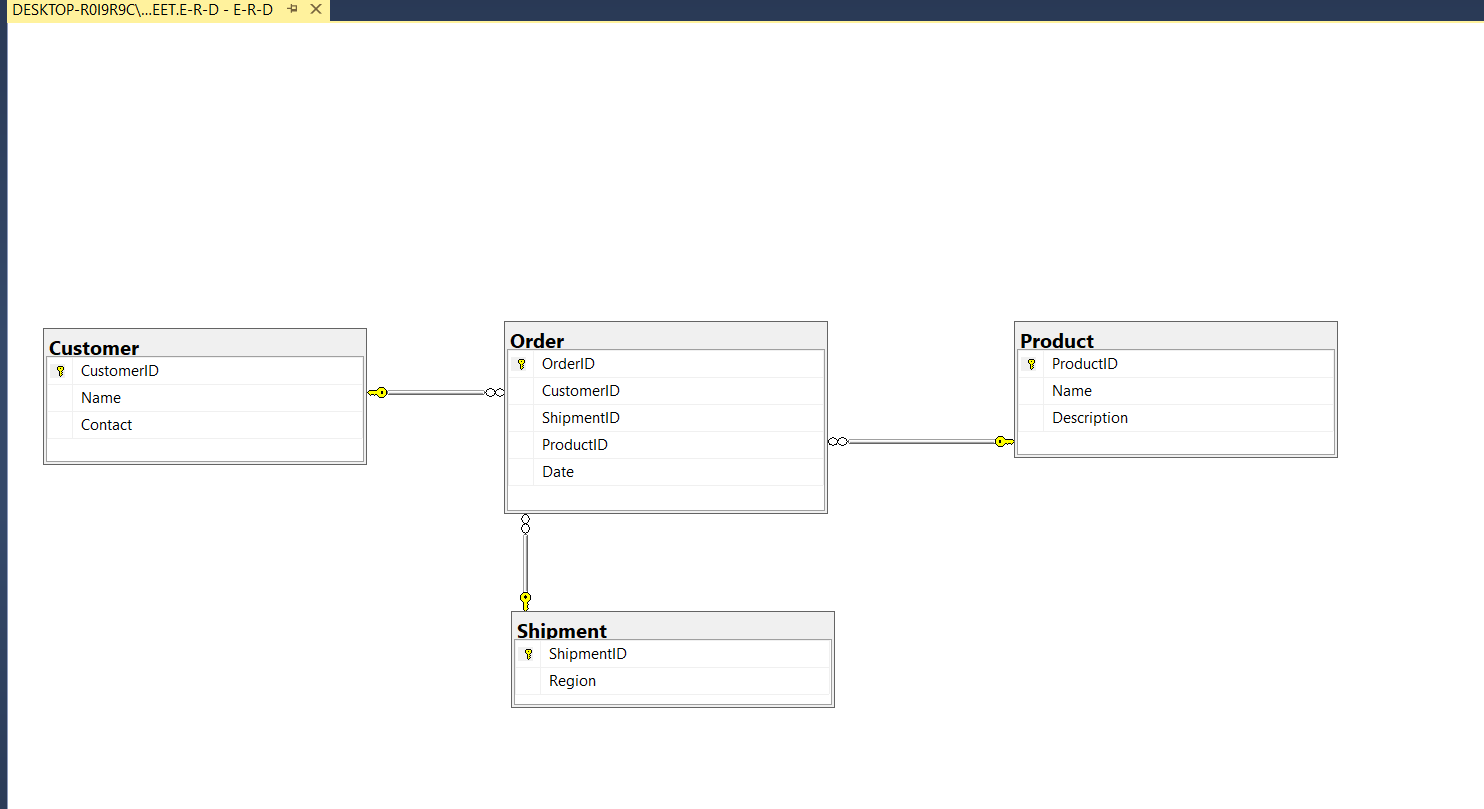 DESKTOP-R0I9R9C\...EET.E-R-D - E-R-D
Customer
CustomerID
Name
Contact
Order
OrderID
CustomerID
ShipmentID
ProductID
Date
Product
ProductID
Name
Description
Shipment
ShipmentID
Region